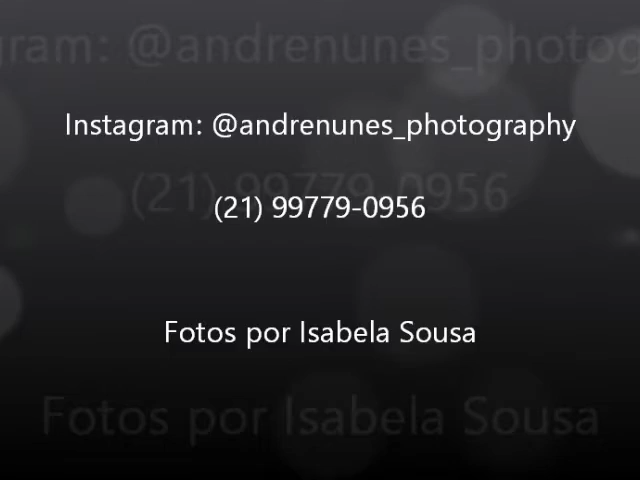 Instagram: @andrenunes_photography
(21) 99779-0956
Fotos por Isabela Sousa